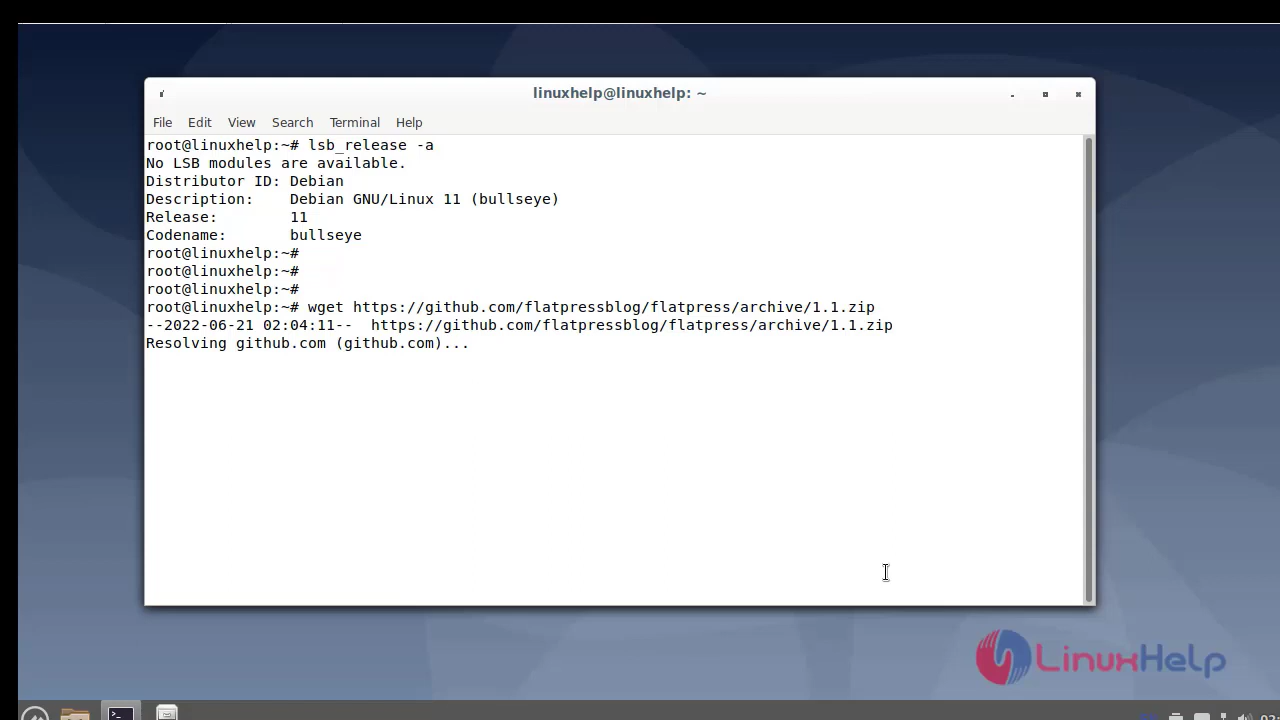 linuxhelp@linuxhelp: ~
File Edit View Search Terminal Help
root@linuxhelp:~# lsb_release -a
No LSB modules are available.
Distributor ID: Debian
Description:    Debian GNU/Linux 11 (bullseye)
Release:        11
Codename:       bullseye
root@linuxhelp:~#
root@linuxhelp:~#
root@linuxhelp:~#
root@linuxhelp:~# wget https://github.com/flatpressblog/flatpress/archive/1.1.zip
--2022-06-21 02:04:11--  https://github.com/flatpressblog/flatpress/archive/1.1.zip
Resolving github.com (github.com)...
LinuxHelp